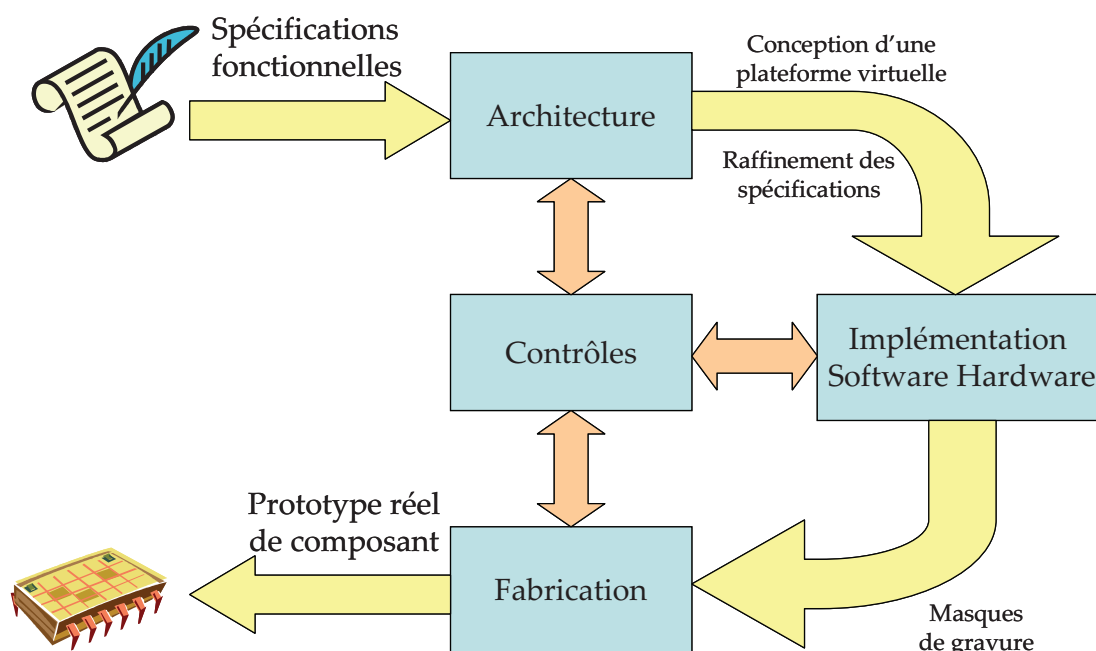 Spécifications
fonctionnelles
Architecture
Conception d'une
plateforme virtuelle
Raffinement des
spécifications
Contrôles
Implémentation
Software Hardware
Prototype réel
de composant
Fabrication
Masques
de gravure